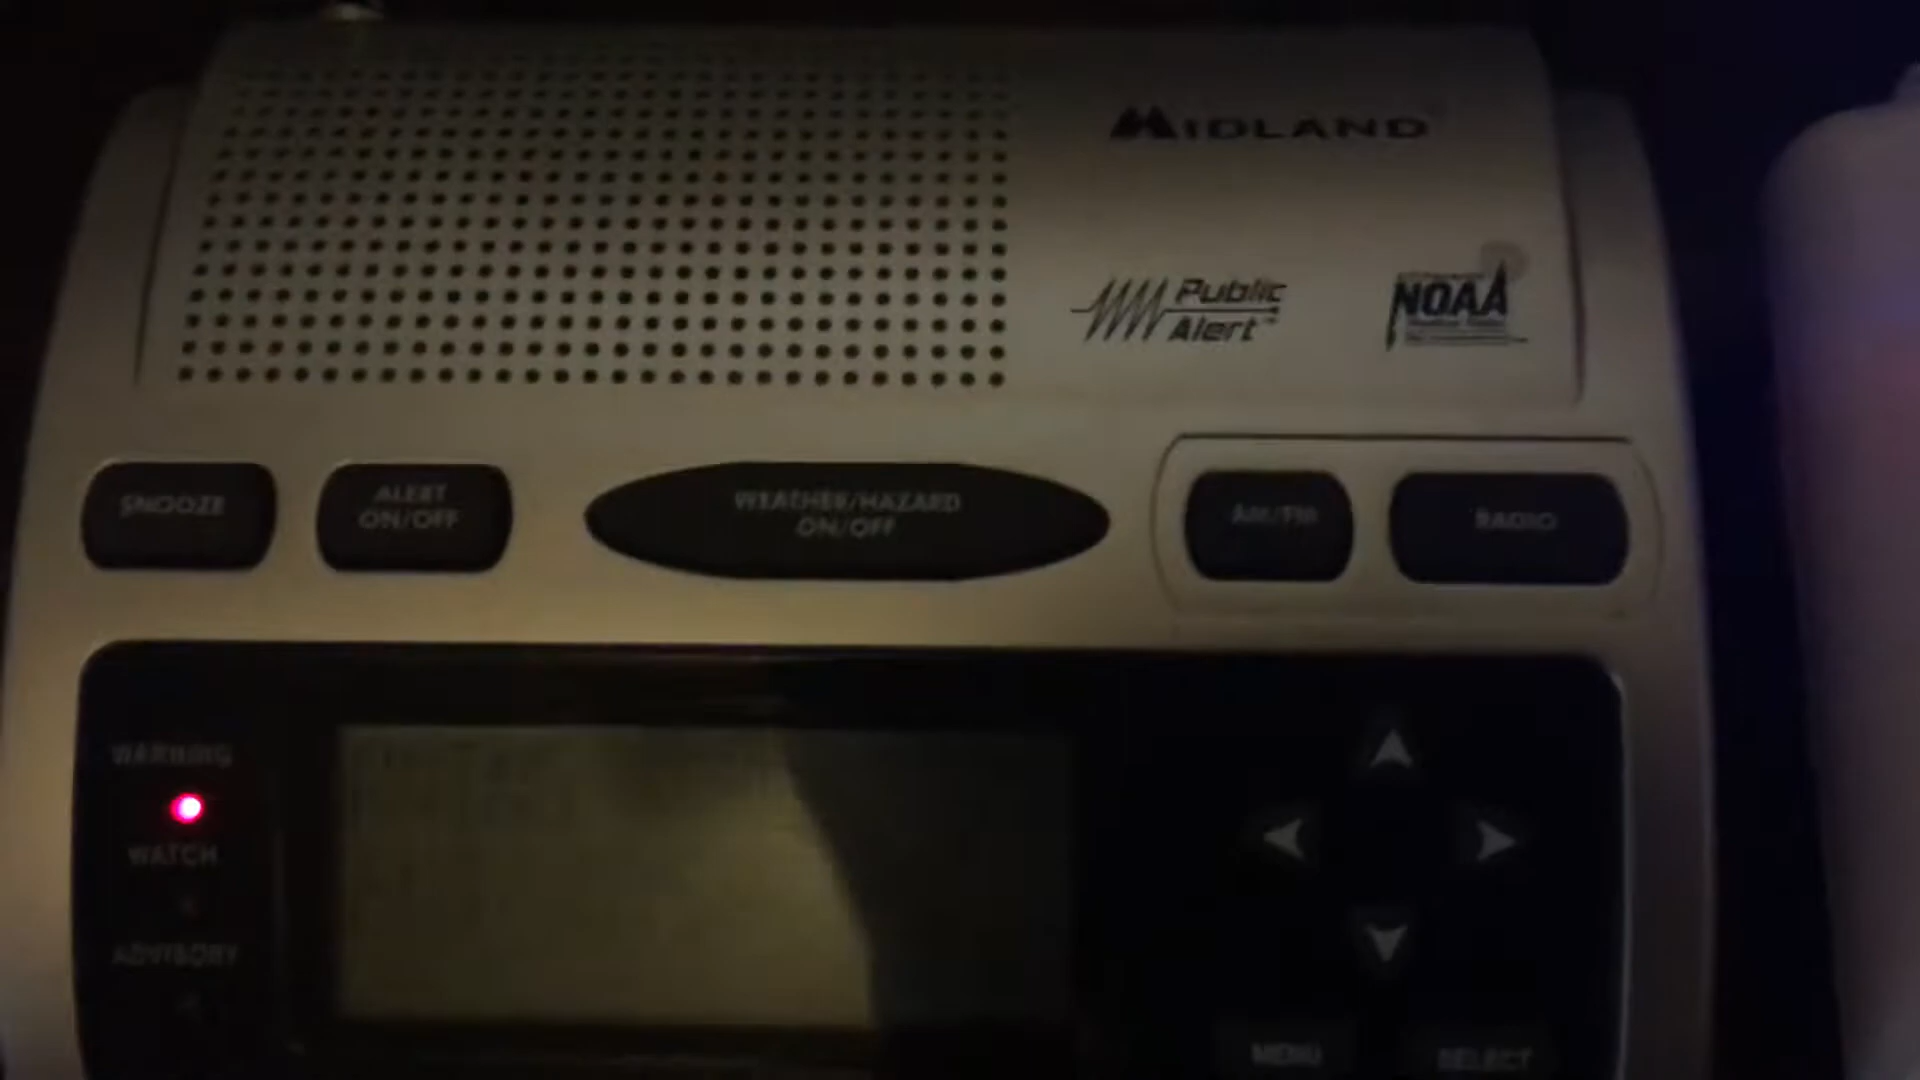 MIDLAND
Public
Alert™
NOAA
SNOOZE
ALERT
ON/OFF
WEATHER/HAZARD
ON/OFF
AM/FM
RADIO
WARNING
WATCH
ADVISORY
MENU
SELECT